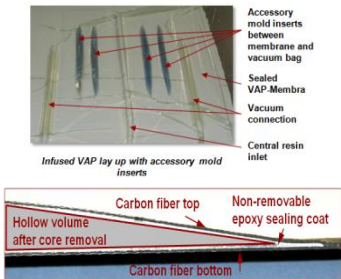 Accessory
mold inserts
between
membrane and
vacuum bag
Sealed
VAP-Membra
Vacuum
connection
Central resin
inlet
Infused VAP lay up with accessory mold
inserts
Carbon fiber top
Non-removable
epoxy sealing coat
Hollow volume
after core removal
Carbon fiber bottom